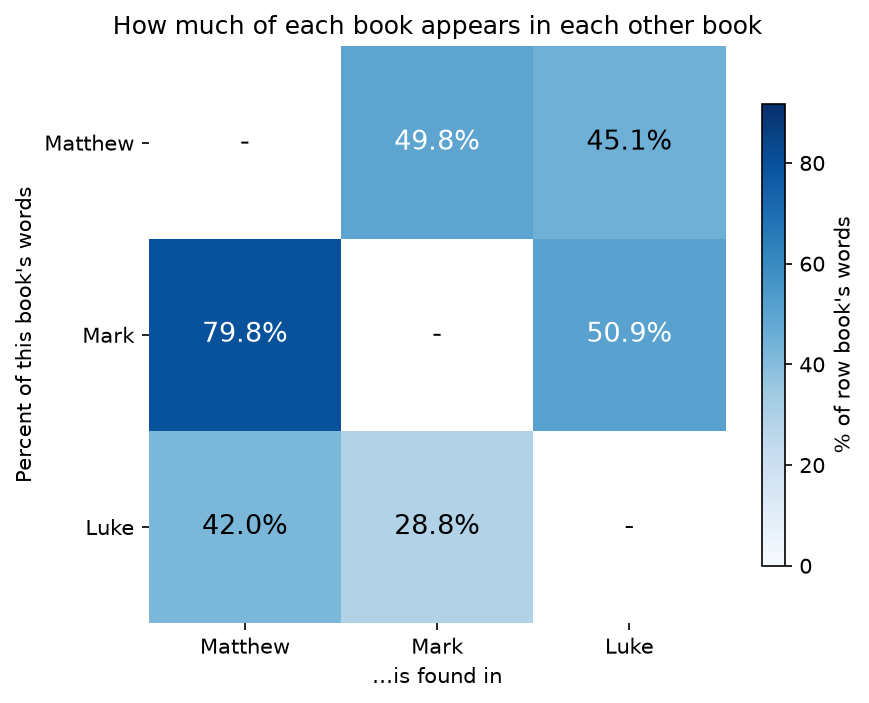 How much of each book appears in each other book
Percent of this book's words
Matthew
-
49.8%
45.1%
Mark
79.8%
-
50.9%
Luke
42.0%
28.8%
-
Matthew
Mark
Luke
...is found in
80
60
40
20
0
% of row book's words